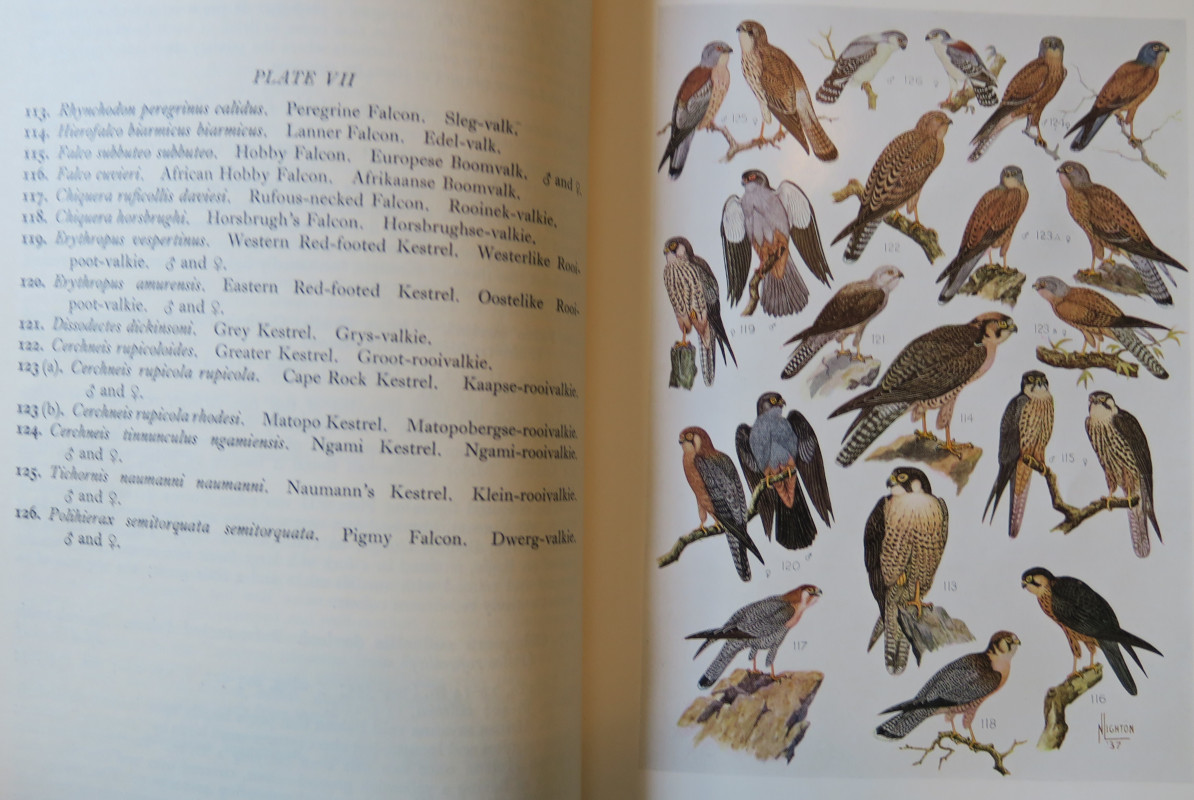 PLATE VII
113. Rhynchodon peregrinus calidus. Peregrine Falcon. Sleg-valk.
114. Hierofalco biarmicus biarmicus. Lanner Falcon. Edel-valk.
115. Falco subbuteo subbuteo. Hobby Falcon. Europese Boomvalk. ♂ and ♀.
116. Falco cuvieri. African Hobby Falcon. Afrikaanse Boomvalk.
117. Chiquera ruficollis daviesi. Rufous-necked Falcon. Rooinek-valkie.
118. Chiquera horsbrughi. Horsbrugh's Falcon. Horsbrughse-valkie.
119. Erythropus vespertinus. Western Red-footed Kestrel. Westerlike Rooi-
poot-valkie. ♂ and ♀.
120. Erythropus amurensis. Eastern Red-footed Kestrel. Oostelike Rooi-
poot-valkie. ♂ and ♀.
121. Dissodectes dickinsoni. Grey Kestrel. Grys-valkie.
122. Cerchneis rupicoloides. Greater Kestrel. Groot-rooivalkie.
123 (a). Cerchneis rupicola rupicola. Cape Rock Kestrel. Kaapse-rooivalkie.
♂ and ♀.
123 (b). Cerchneis rupicola rhodesi. Matopo Kestrel. Matopobergse-rooivalkie.
124. Cerchneis tinnunculus ngamiensis. Ngami Kestrel. Ngami-rooivalkie.
♂ and ♀.
125. Tichornis naumanni naumanni. Naumann's Kestrel. Klein-rooivalkie.
♂ and ♀.
126. Polihierax semitorquata semitorquata. Pigmy Falcon. Dwerg-valkie.
♂ and ♀.
♂ 126 ♀
♂ 125 ♀
♂ 124 ♀
122
♂ 123 A ♀
♀ 119 ♂
121
123 B ♀
114
♂ 115 ♀
♀ 120 ♂
113
117
116
118
N LIGHTON
37